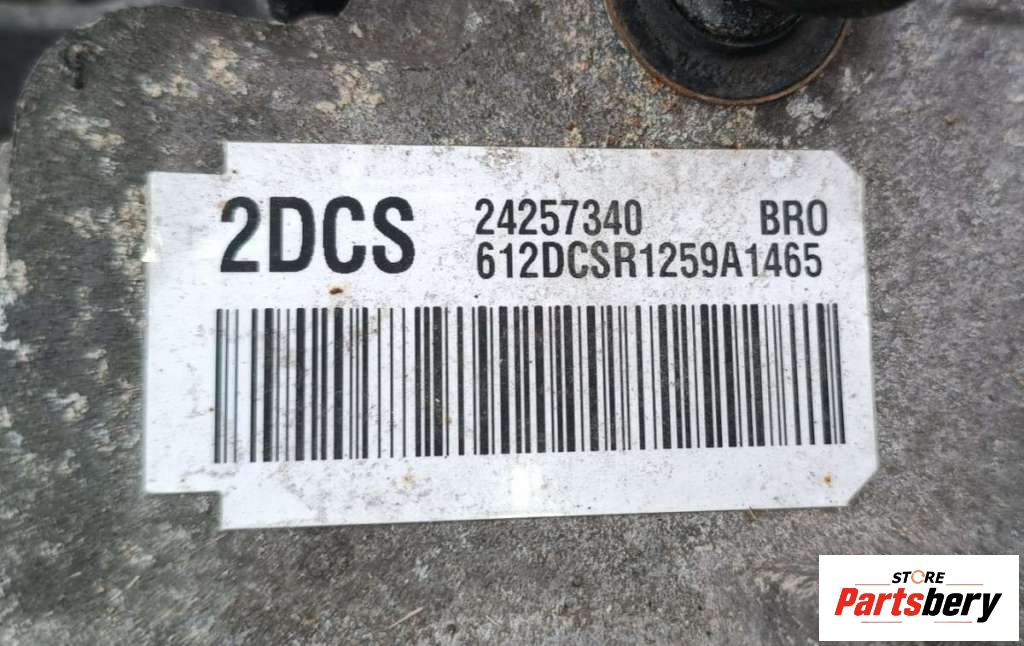 2DCS 24257340 BRO
612DCSR1259A1465
STORE
Partsbery